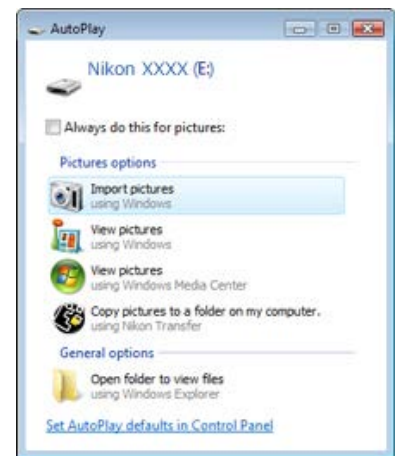 AutoPlay
Nikon XXXX (E:)
Always do this for pictures:
Pictures options
Import pictures
using Windows
View pictures
using Windows
View pictures
using Windows Media Center
Copy pictures to a folder on my computer.
using Nikon Transfer
General options
Open folder to view files
using Windows Explorer
Set AutoPlay defaults in Control Panel